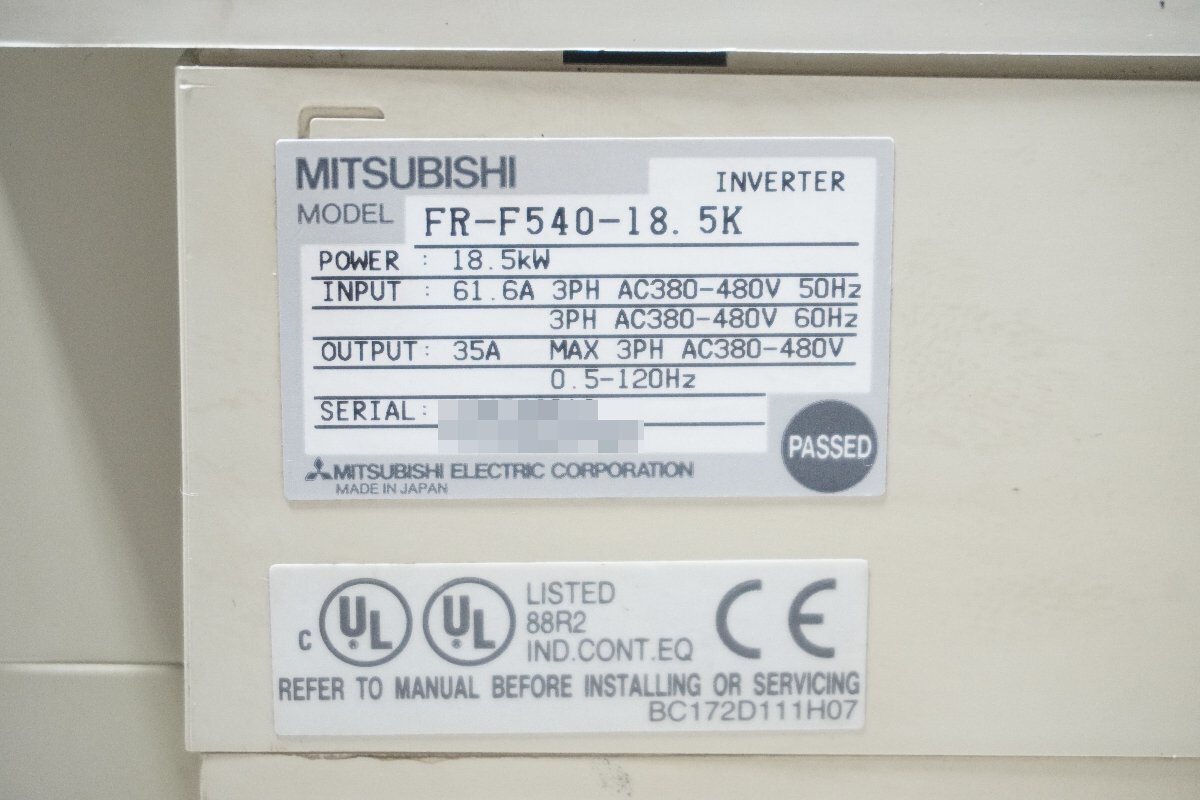 MITSUBISHI
INVERTER
MODEL FR-F540-18.5K
POWER : 18.5kW
INPUT : 61.6A 3PH AC380-480V 50Hz
3PH AC380-480V 60Hz
OUTPUT: 35A MAX 3PH AC380-480V
0.5-120Hz
SERIAL:
PASSED
MITSUBISHI ELECTRIC CORPORATION
MADE IN JAPAN
C UL UL LISTED CE
88R2
IND.CONT.EQ
REFER TO MANUAL BEFORE INSTALLING OR SERVICING
BC172D111H07